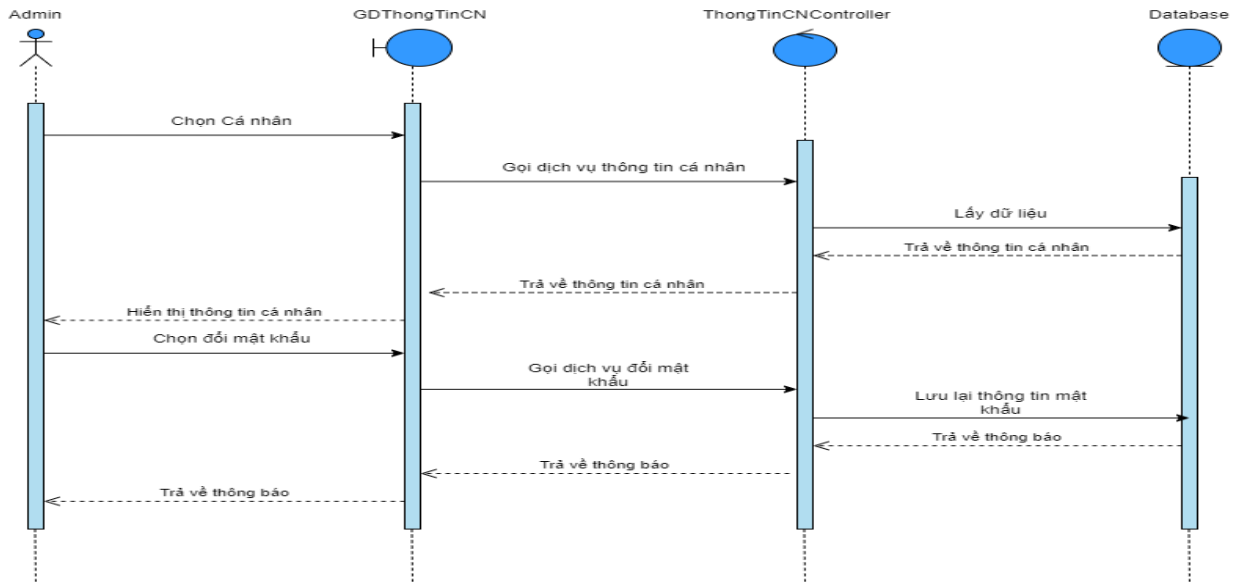 Admin
GDThongTinCN
ThongTinCNController
Database
Chọn Cá nhân
Gọi dịch vụ thông tin cá nhân
Lấy dữ liệu
Trả về thông tin cá nhân
Trả về thông tin cá nhân
Hiển thị thông tin cá nhân
Chọn đổi mật khẩu
Gọi dịch vụ đổi mật
khẩu
Lưu lại thông tin mật
khẩu
Trả về thông báo
Trả về thông báo
Trả về thông báo